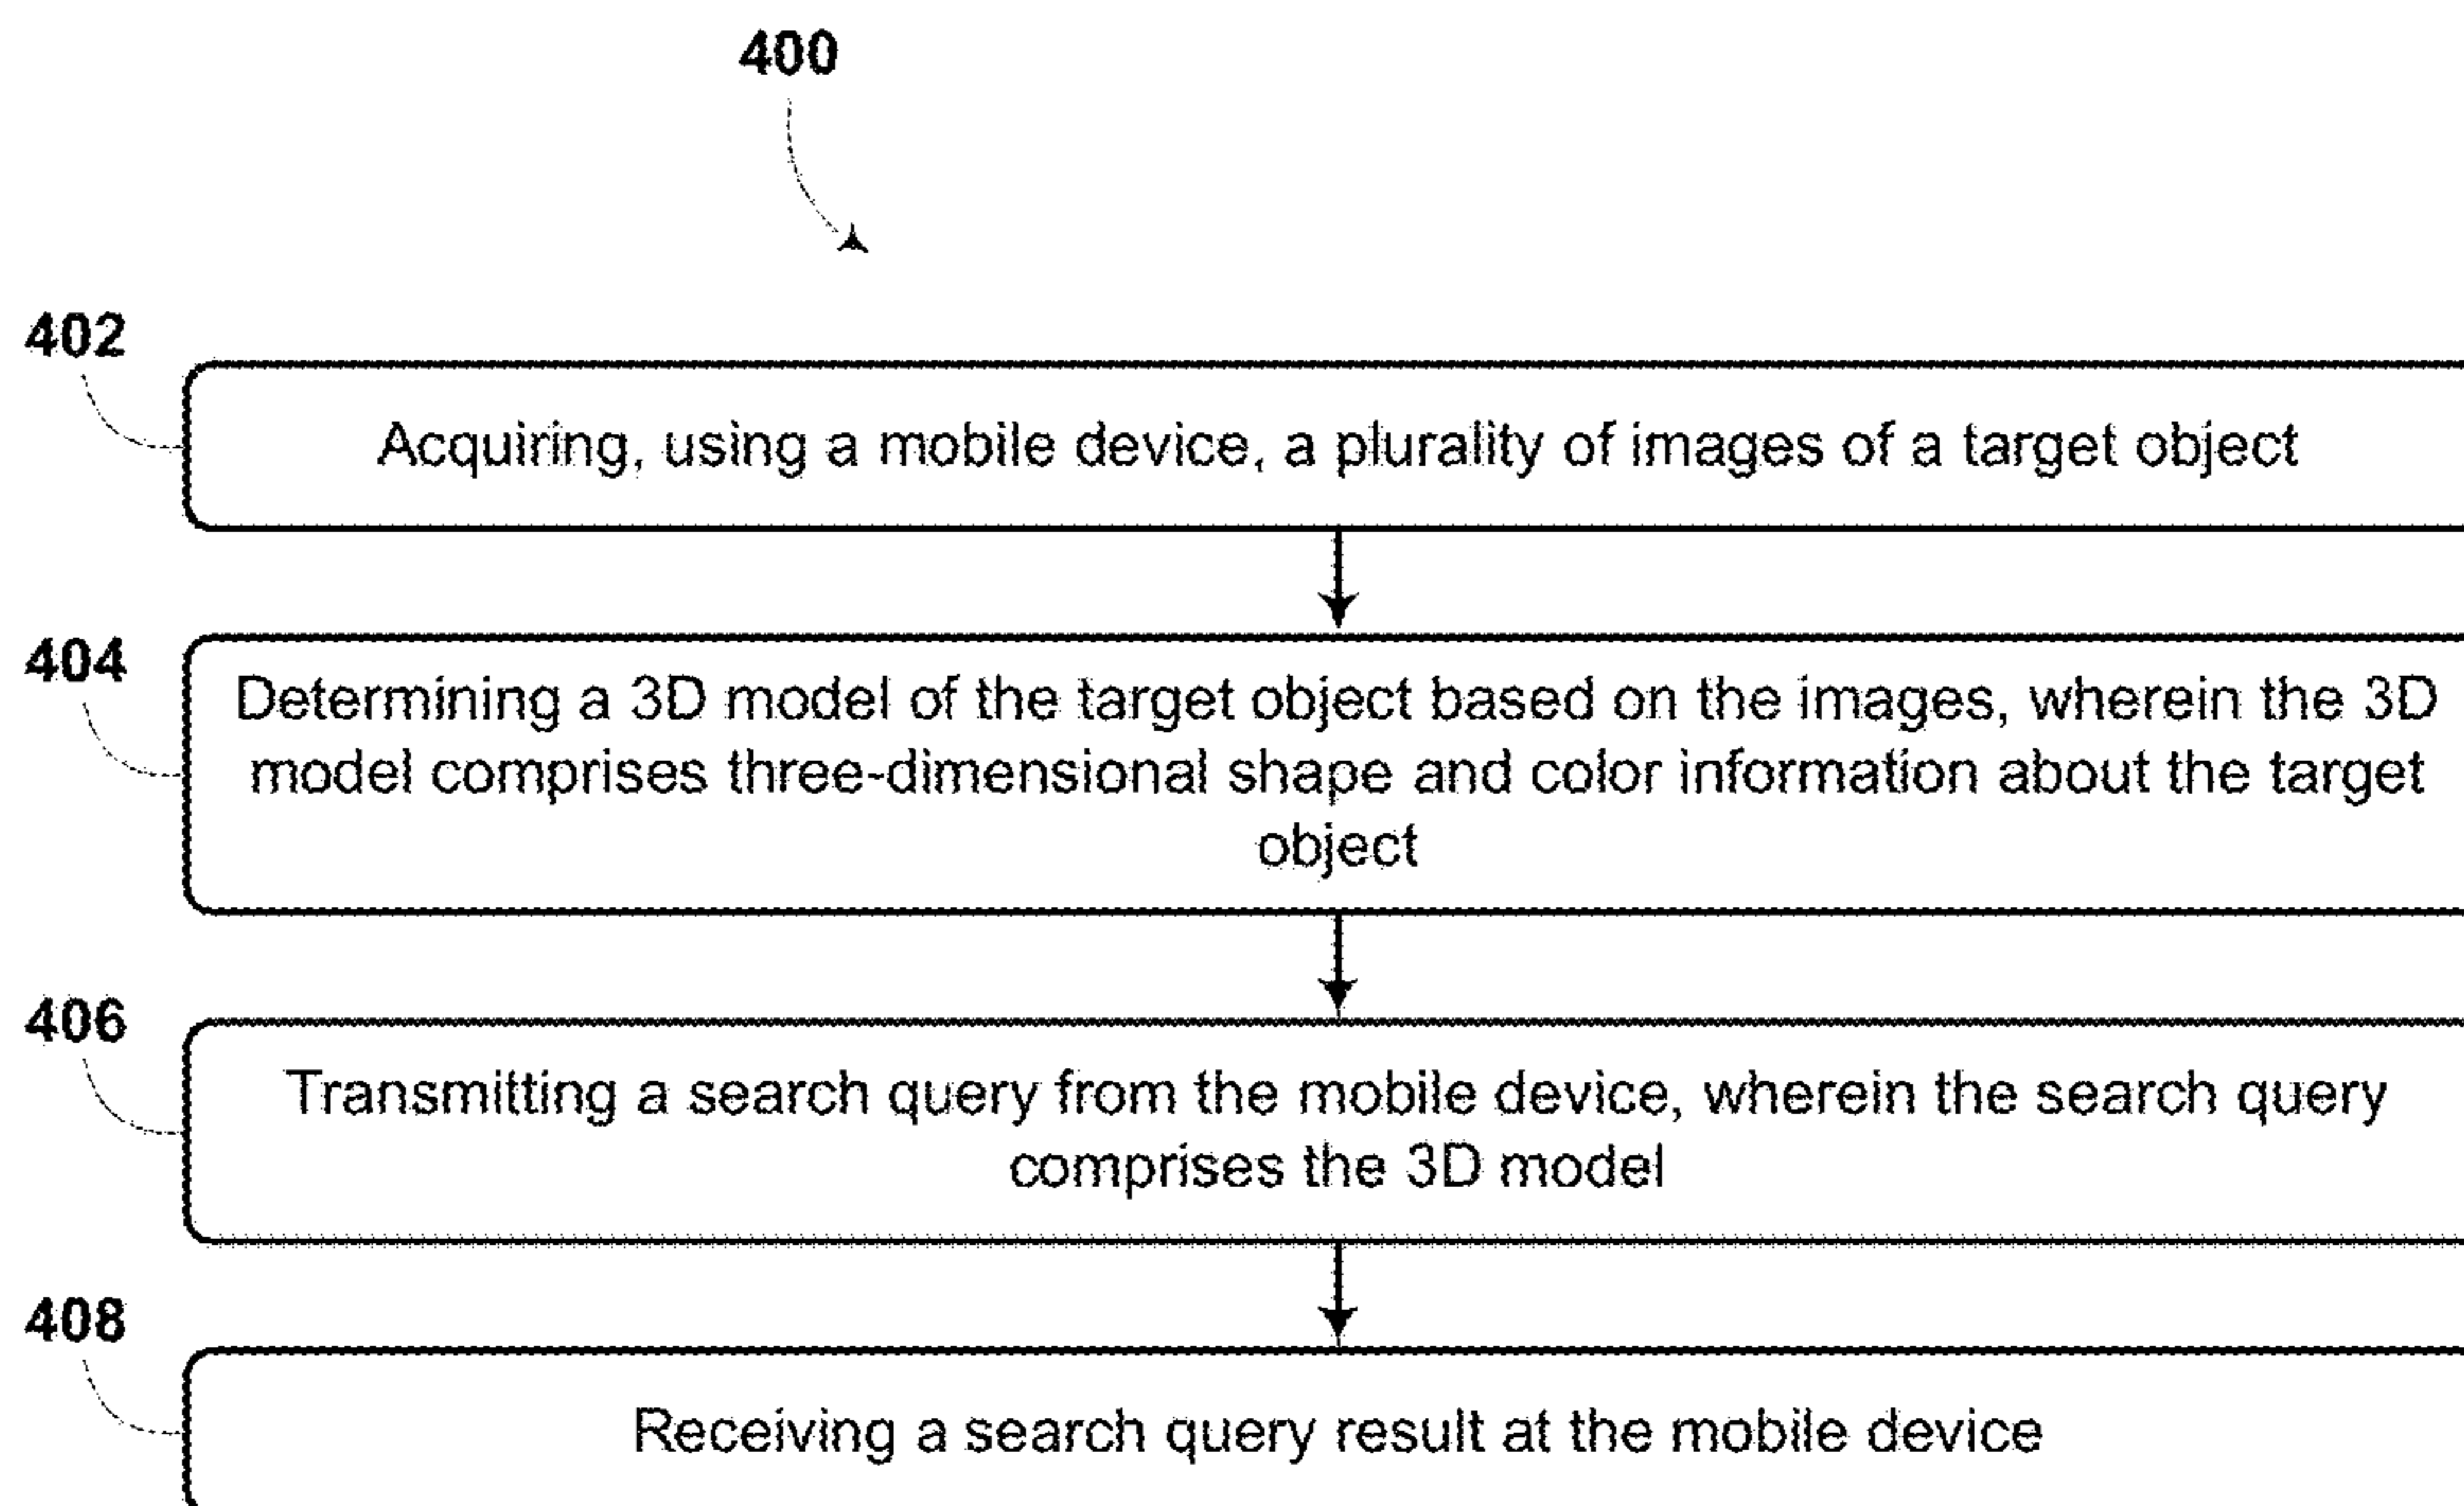 400
402
Acquiring, using a mobile device, a plurality of images of a target object
404
Determining a 3D model of the target object based on the images, wherein the 3D
model comprises three-dimensional shape and color information about the target
object
406
Transmitting a search query from the mobile device, wherein the search query
comprises the 3D model
408
Receiving a search query result at the mobile device